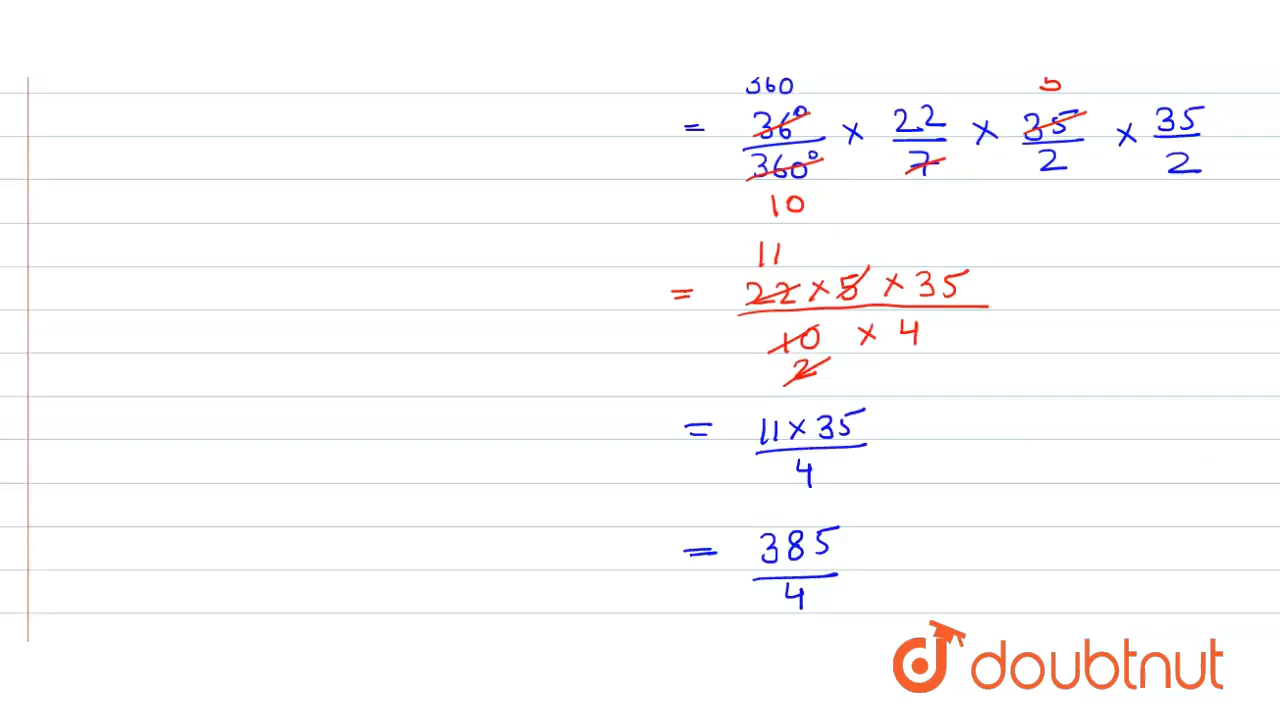 360
5
= 36°/360° × 22/7 × 35/2 × 35/2
10
11
= 22 × 5 × 35 / 10 × 4
2
= 11 × 35 / 4
= 385/4
doubtnut